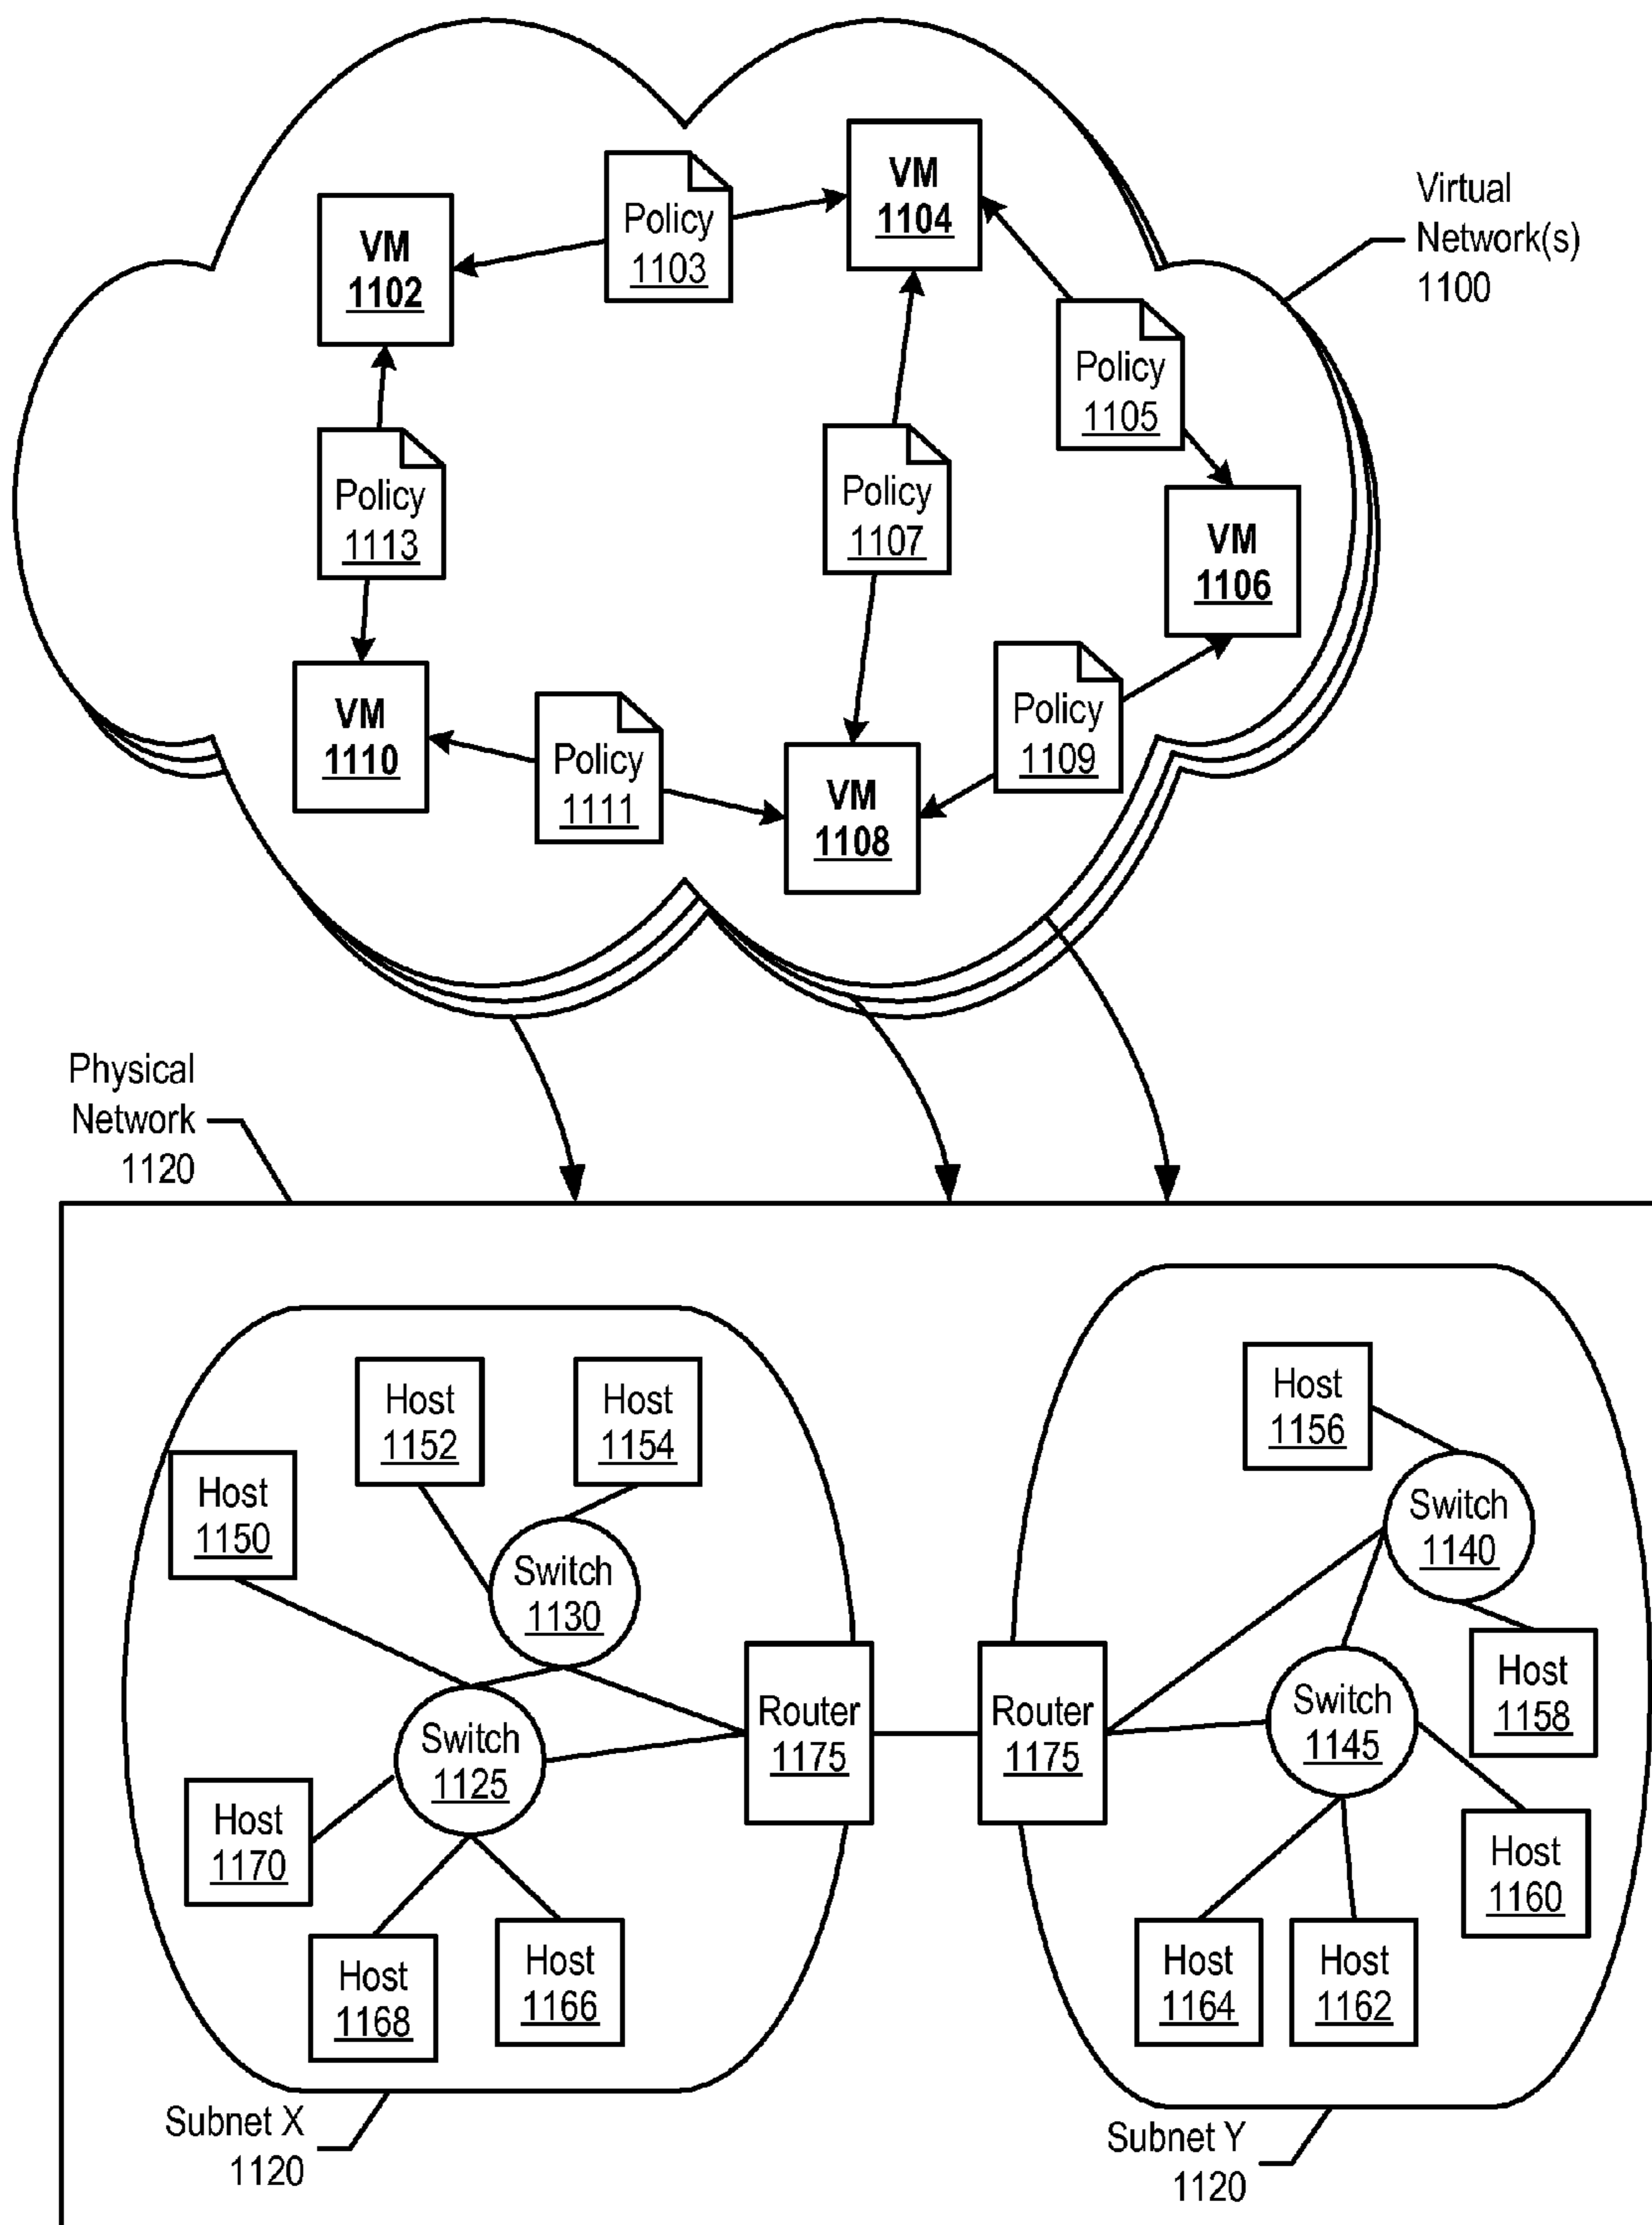 VM
1104
Policy
1103
VM
1102
Virtual
Network(s)
1100
Policy
1105
Policy
1113
Policy
1107
VM
1106
VM
1110
Policy
1111
Policy
1109
VM
1108
Physical
Network
1120
Host
1152
Host
1154
Host
1150
Switch
1130
Switch
1125
Router
1175
Host
1170
Host
1168
Host
1166
Subnet X
1120
Host
1156
Switch
1140
Host
1158
Router
1175
Switch
1145
Host
1160
Host
1164
Host
1162
Subnet Y
1120